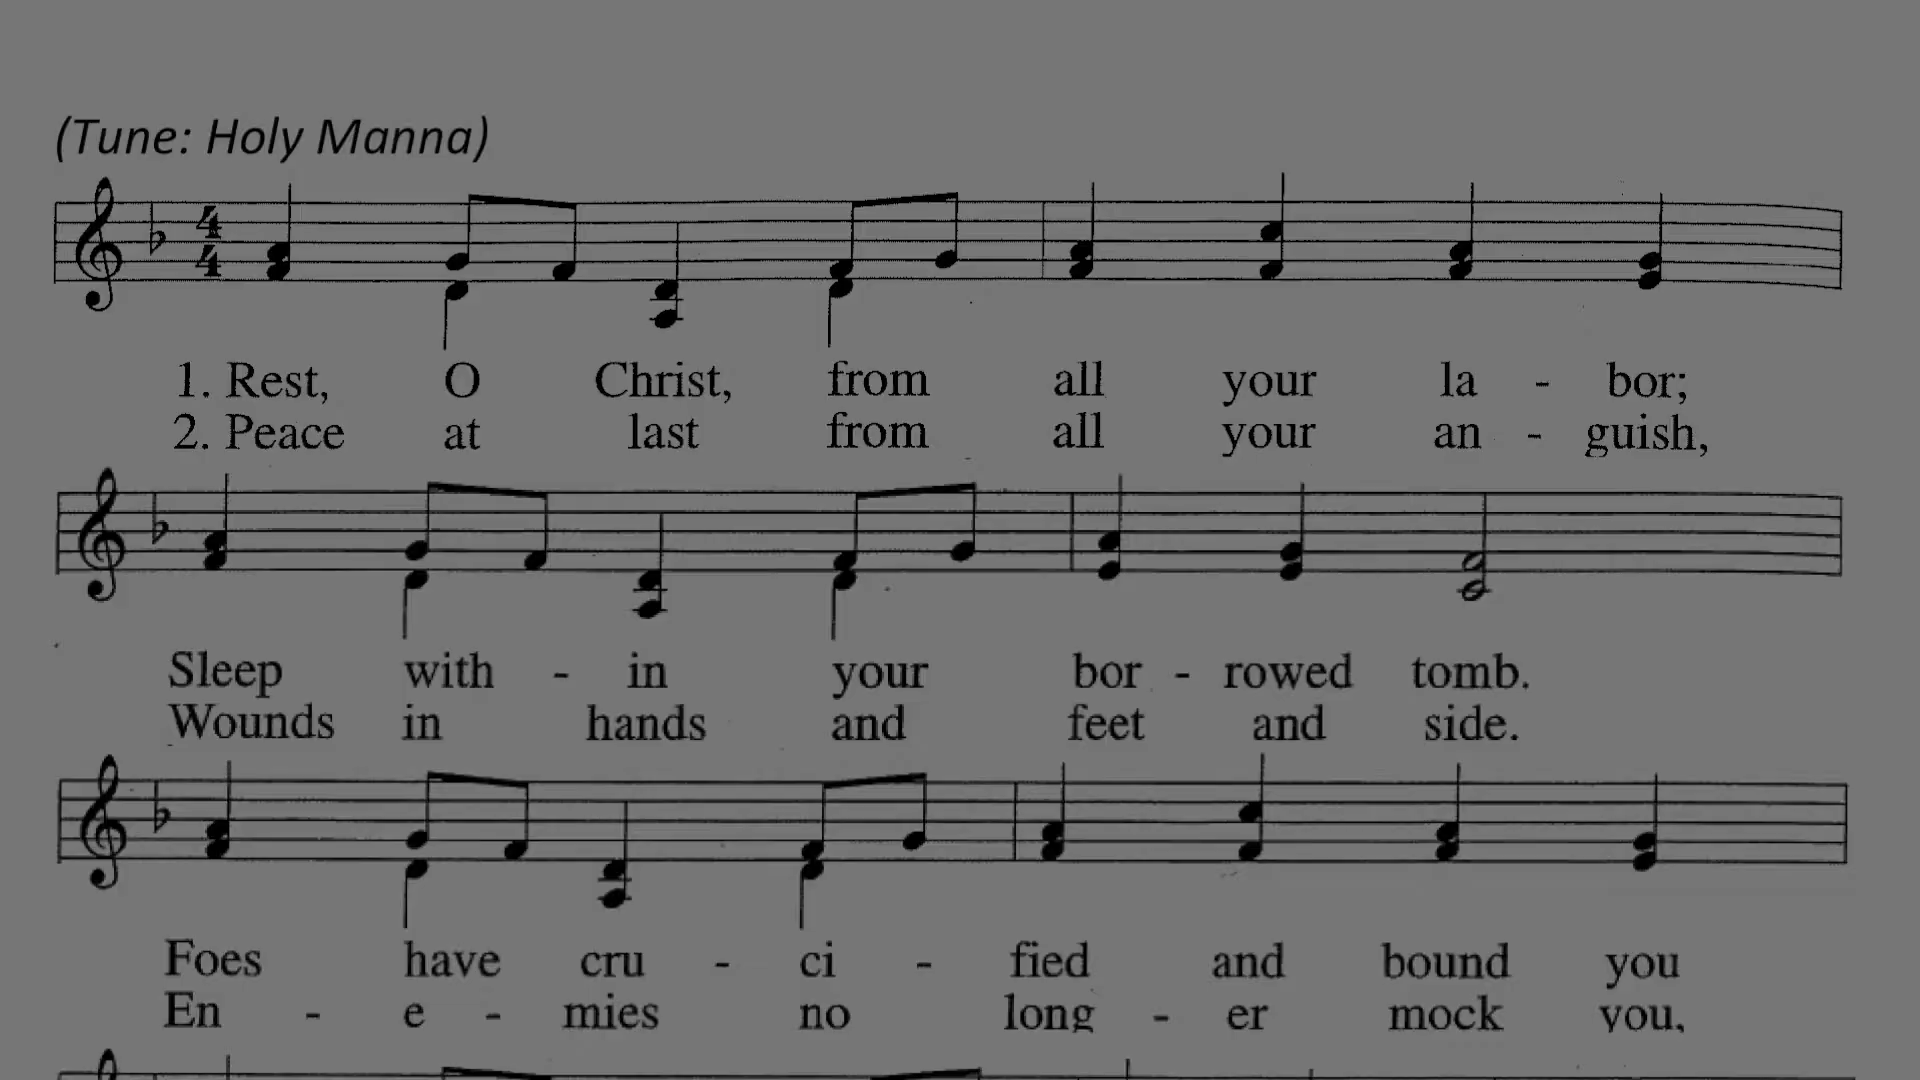 (Tune: Holy Manna)
4
4
1. Rest, O Christ, from all your la - bor;
2. Peace at last from all your an - guish,
Sleep with - in your bor - rowed tomb.
Wounds in hands and feet and side.
Foes have cru - ci - fied and bound you
En - e - mies no long - er mock you,